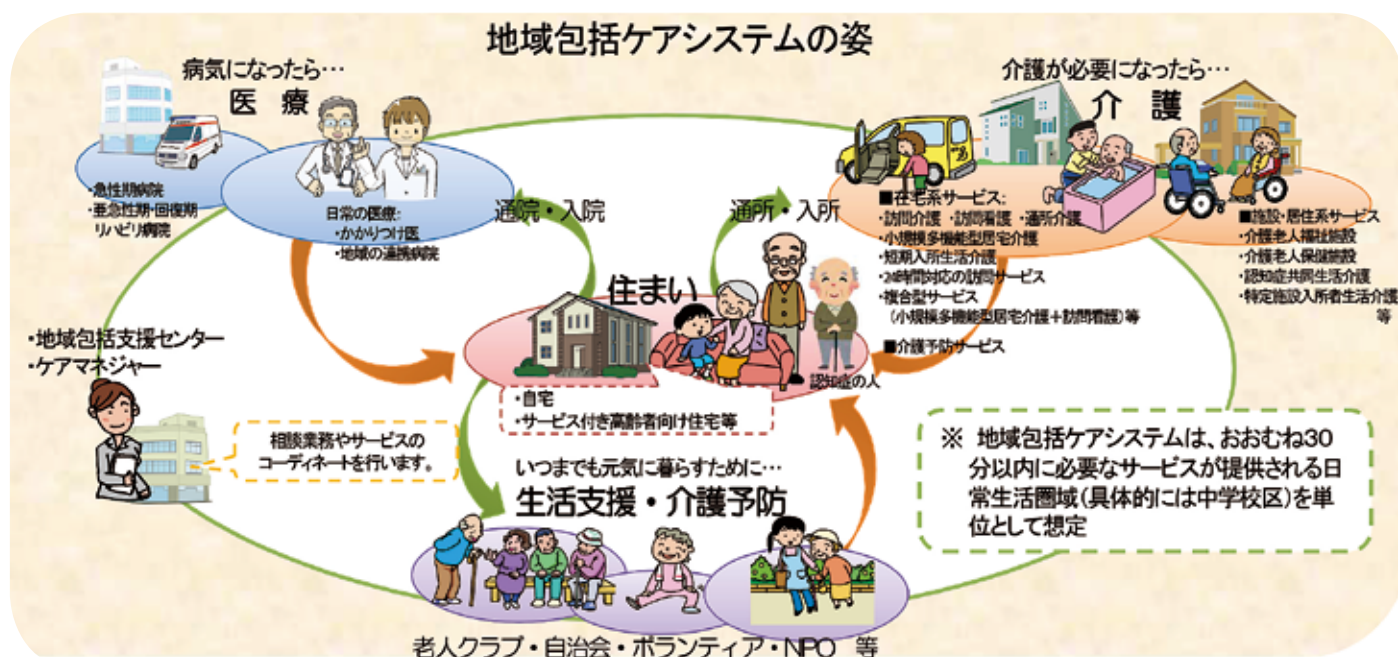 地域包括ケアシステムの姿
病気になったら…
医 療
・急性期病院
・亜急性期・回復期
リハビリ病院
日常の医療:
・かかりつけ医
・地域の連携病院
通院・入院
通所・入所
介護が必要になったら…
介 護
■在宅系サービス:
・訪問介護 ・訪問看護 ・通所介護
・小規模多機能型居宅介護
・短期入所生活介護
・24時間対応の訪問サービス
・複合型サービス
(小規模多機能型居宅介護+訪問看護)等
■介護予防サービス
■施設・居住系サービス
・介護老人福祉施設
・介護老人保健施設
・認知症共同生活介護
・特定施設入所者生活介護
等
住まい
認知症の人
・自宅
・サービス付き高齢者向け住宅等
・地域包括支援センター
・ケアマネジャー
相談業務やサービスの
コーディネートを行います。
いつまでも元気に暮らすために…
生活支援・介護予防
老人クラブ・自治会・ボランティア・NPO 等
※ 地域包括ケアシステムは、おおむね30
分以内に必要なサービスが提供される日
常生活圏域(具体的には中学校区)を単
位として想定